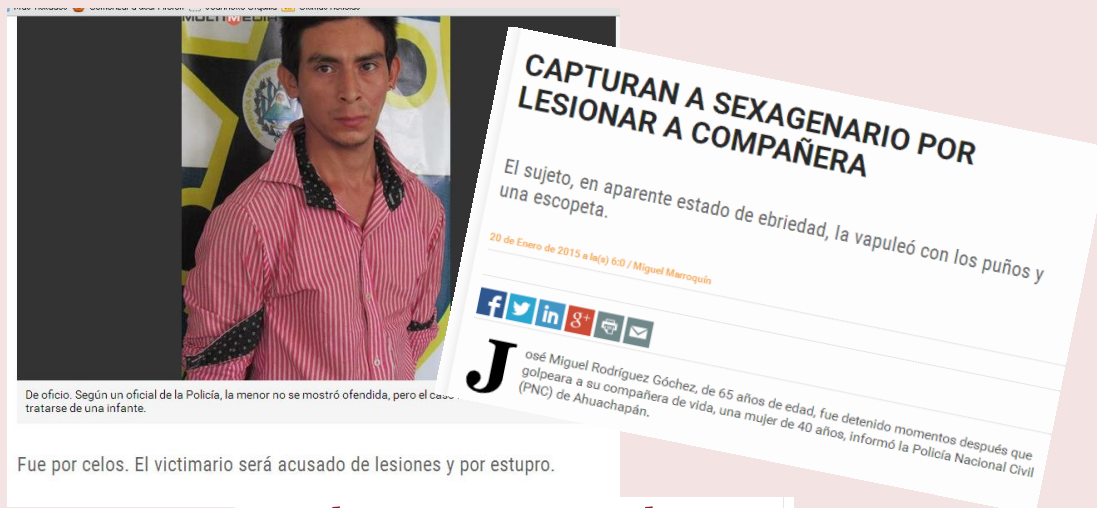 MULTIMEDIA
De oficio. Según un oficial de la Policía, la menor no se mostró ofendida, pero el
tratarse de una infante.
Fue por celos. El victimario será acusado de lesiones y por estupro.
CAPTURAN A SEXAGENARIO POR
LESIONAR A COMPAÑERA
El sujeto, en aparente estado de ebriedad, la vapuleó con los puños y
una escopeta.
20 de Enero de 2015 a la(s) 6:0 / Miguel Marroquín
José Miguel Rodríguez Góchez, de 65 años de edad, fue detenido momentos después que
golpeara a su compañera de vida, una mujer de 40 años, informó la Policía Nacional Civil
(PNC) de Ahuachapán.